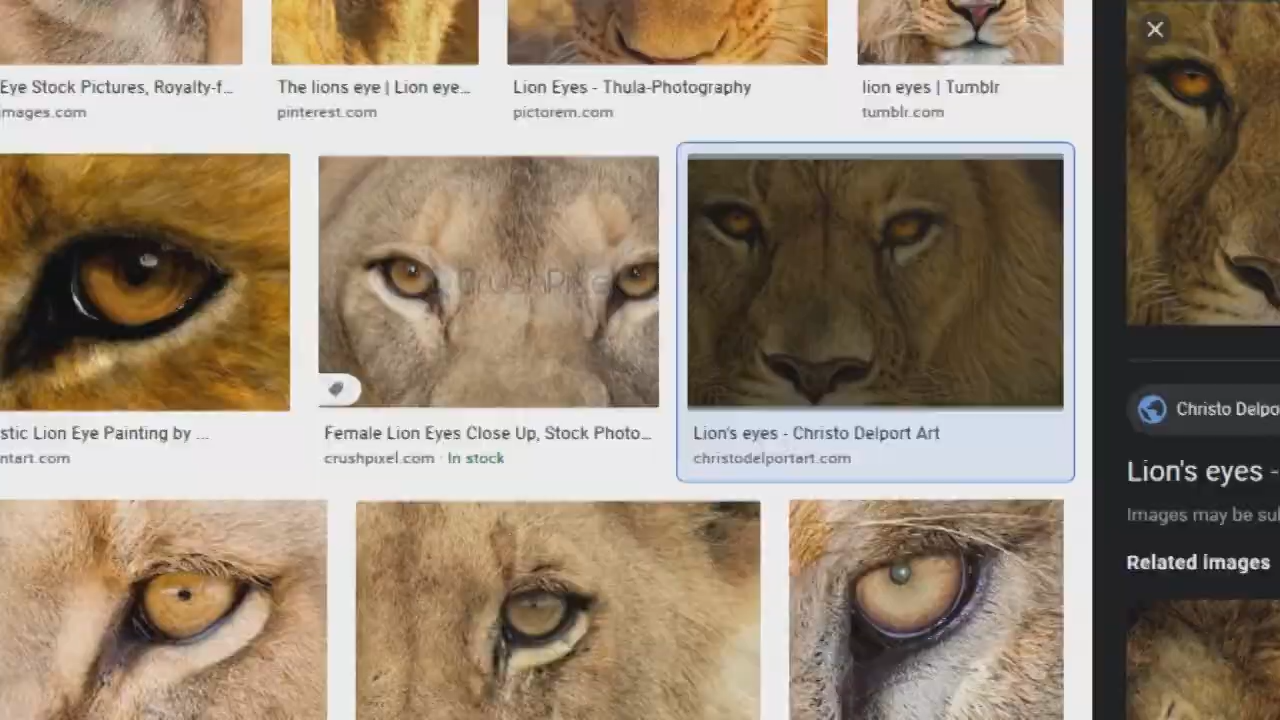 Eye Stock Pictures, Royalty-f...
The lions eye | Lion eye...
Lion Eyes - Thula-Photography
lion eyes | Tumblr
mages.com
pinterest.com
pictorem.com
tumblr.com
CrushPixel
stic Lion Eye Painting by ...
Female Lion Eyes Close Up, Stock Photo...
Lion's eyes - Christo Delport Art
ntart.com
crushpixel.com · In stock
christodelportart.com
Christo Delpo
Lion's eyes -
Images may be sul
Related images